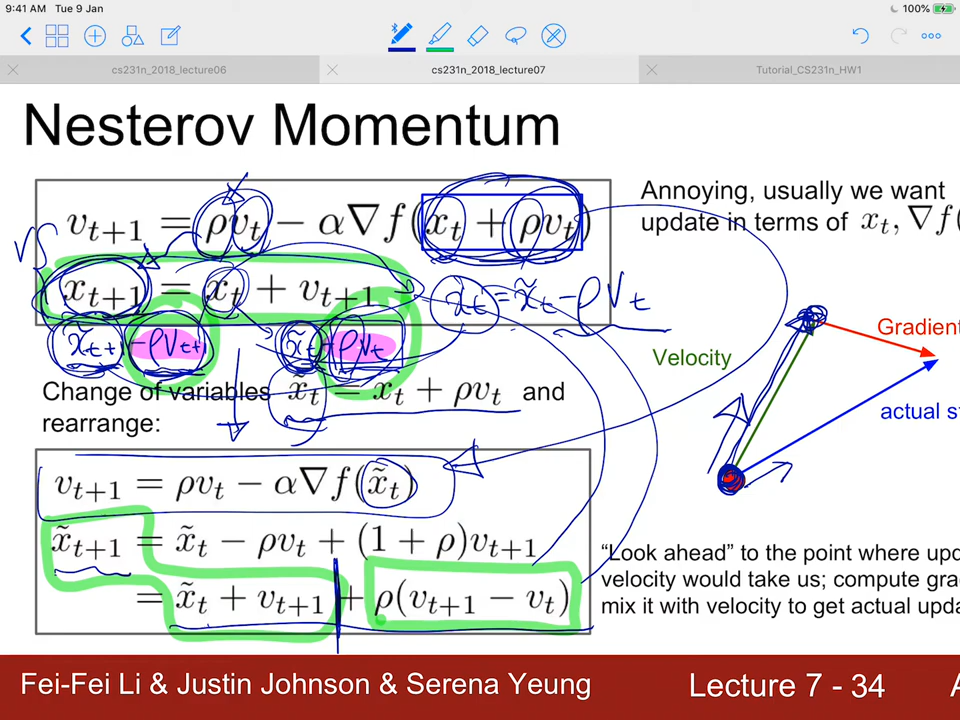 9:41 AM Tue 9 Jan
100%
cs231n_2018_lecture06
cs231n_2018_lecture07
Tutorial_CS231n_HW1
Nesterov Momentum
v_{t+1} = ρv_t − α∇f(x_t + ρv_t)
x_{t+1} = x_t + v_{t+1}
x_t = x̃_t − ρv_t
x̃_{t+1} − ρv_{t+1}
x̃_t − ρv_t
Annoying, usually we want
update in terms of x_t, ∇f(
Change of variables x̃_t = x_t + ρv_t and
rearrange:
v_{t+1} = ρv_t − α∇f(x̃_t)
x̃_{t+1} = x̃_t − ρv_t + (1 + ρ)v_{t+1}
= x̃_t + v_{t+1} + ρ(v_{t+1} − v_t)
Gradien
Velocity
actual s
“Look ahead” to the point where upd
velocity would take us; compute gra
mix it with velocity to get actual upda
Fei-Fei Li & Justin Johnson & Serena Yeung
Lecture 7 - 34